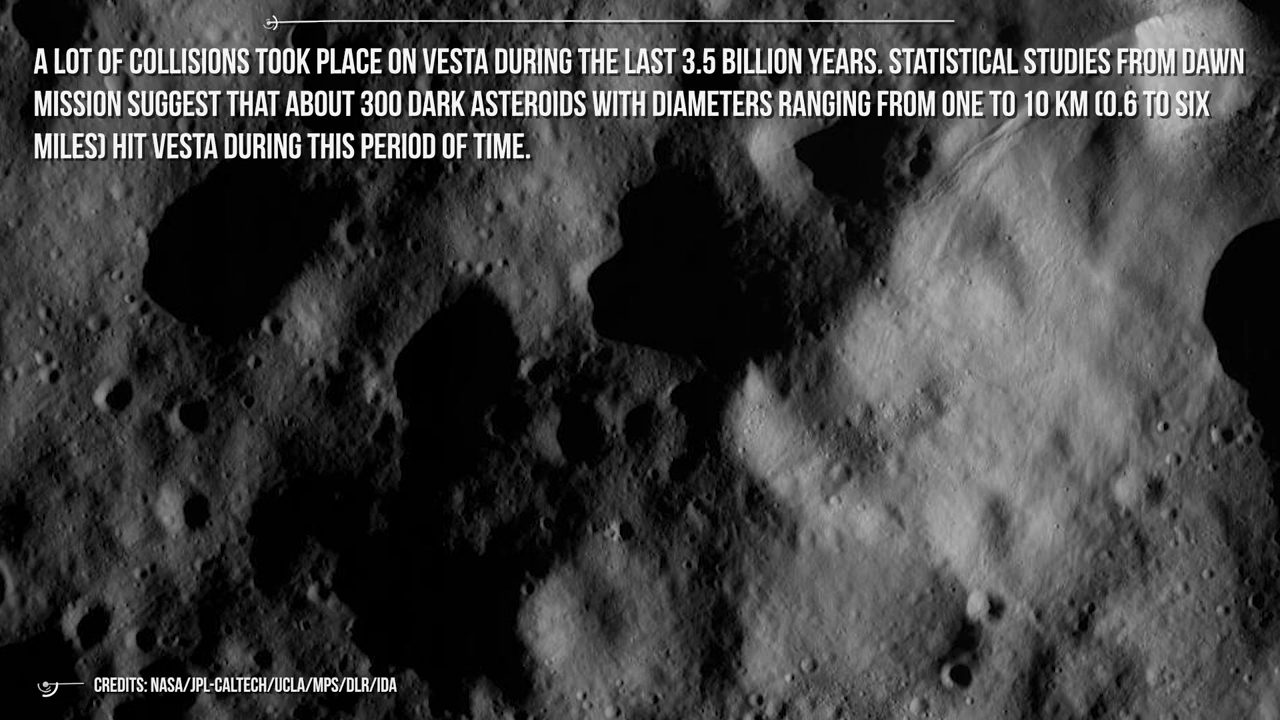 A LOT OF COLLISIONS TOOK PLACE ON VESTA DURING THE LAST 3.5 BILLION YEARS. STATISTICAL STUDIES FROM DAWN
MISSION SUGGEST THAT ABOUT 300 DARK ASTEROIDS WITH DIAMETERS RANGING FROM ONE TO 10 KM (0.6 TO SIX
MILES) HIT VESTA DURING THIS PERIOD OF TIME.
CREDITS: NASA/JPL-CALTECH/UCLA/MPS/DLR/IDA